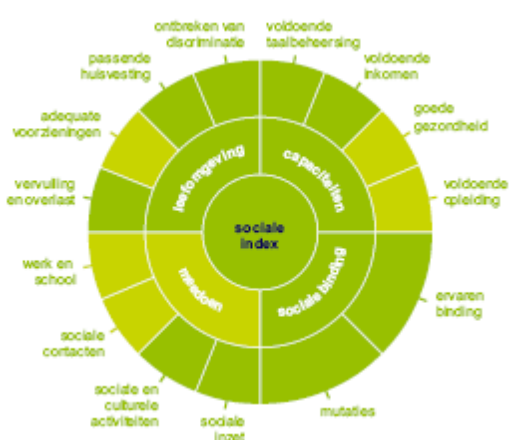 ontbreken van
discriminatie
voldoende
taalbeheersing
passende
huisvesting
voldoende
inkomen
adequate
voorzieningen
goede
gezondheid
leefomgeving
capaciteiten
vervuiling
en overlast
voldoende
opleiding
sociale
index
werk en
school
meedoen
sociale binding
ervaren
binding
sociale
contacten
sociale en
culturele
activiteiten
sociale
inzet
mutaties